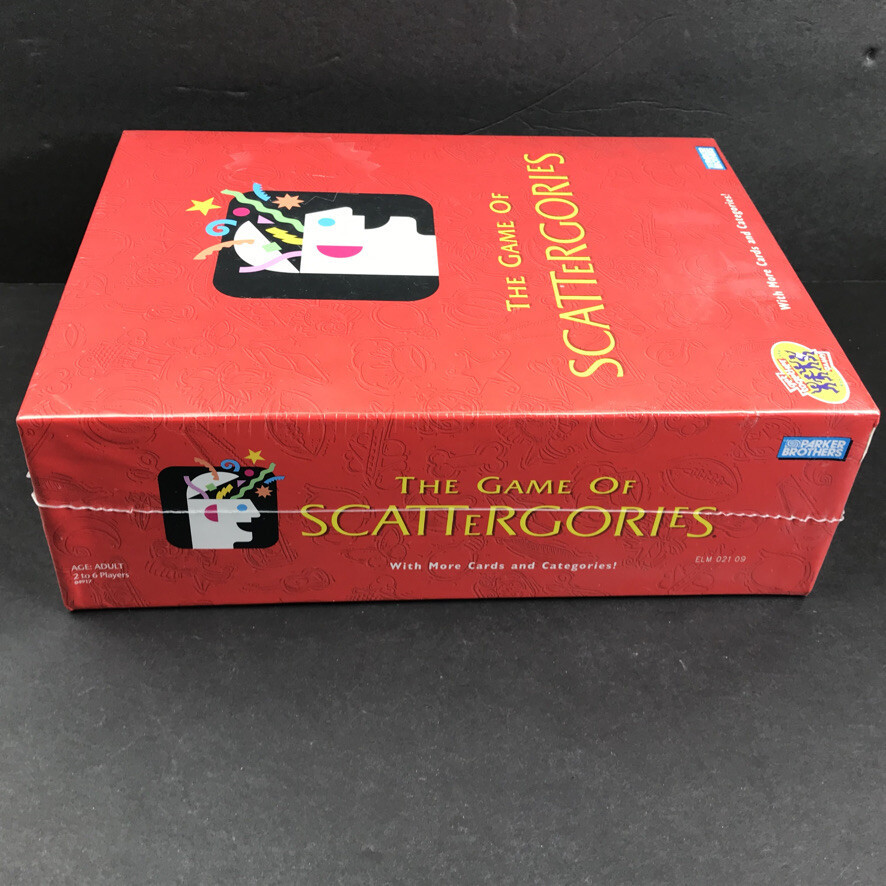 THE GAME OF
SCATTERGORIES
With More Cards and Categories!
THE GAME OF
SCATTERGORIES
With More Cards and Categories!
PARKER
BROTHERS
AGE: ADULT
2 to 6 Players
04917
ELM 021 09